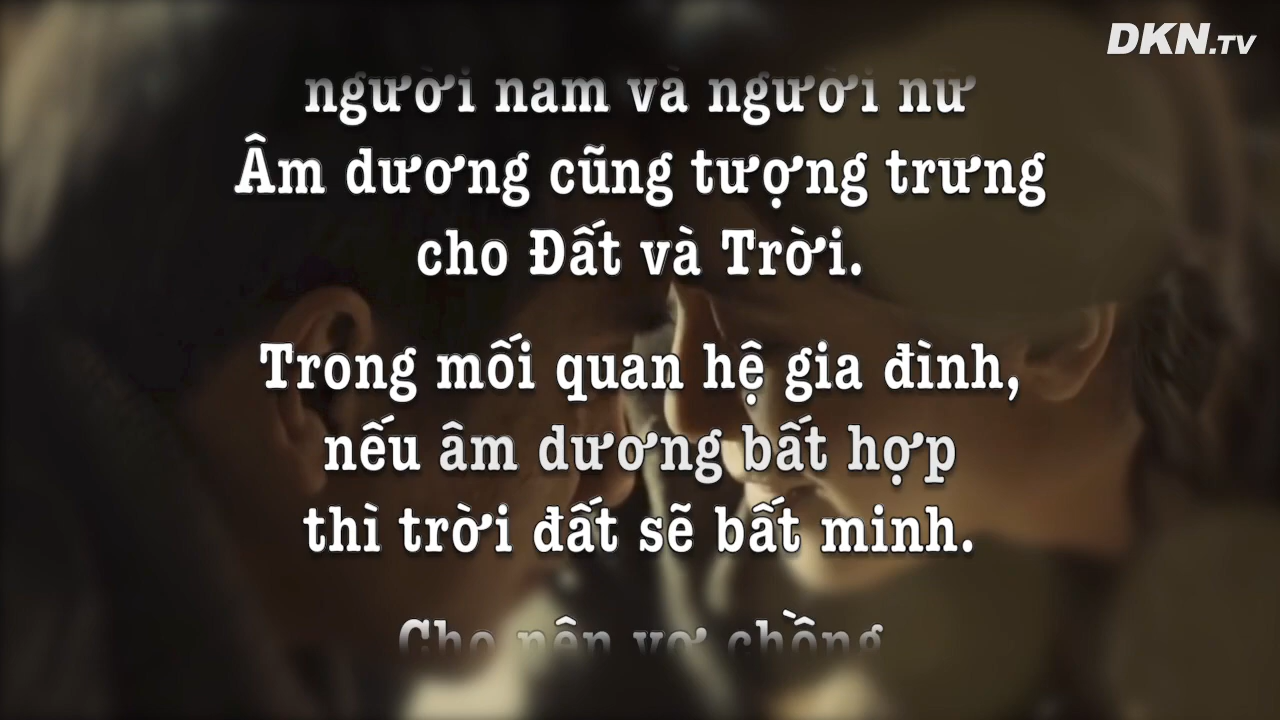 DKN.TV
người nam và người nữ
Âm dương cũng tượng trưng
cho Đất và Trời.
Trong mối quan hệ gia đình,
nếu âm dương bất hợp
thì trời đất sẽ bất minh.
Cho nên vợ chồng